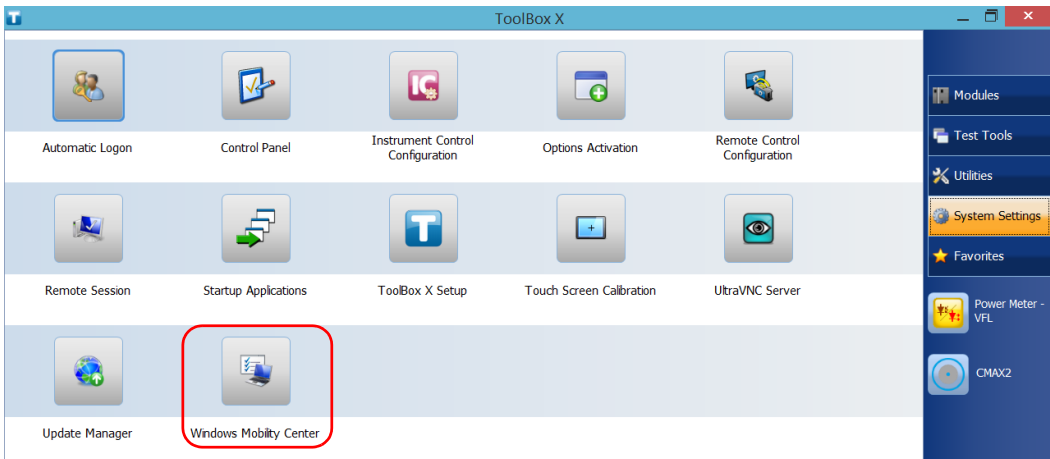 ToolBox X
Automatic Logon
Control Panel
Instrument Control
Configuration
Options Activation
Remote Control
Configuration
Remote Session
Startup Applications
ToolBox X Setup
Touch Screen Calibration
UltraVNC Server
Update Manager
Windows Mobility Center
Modules
Test Tools
Utilities
System Settings
Favorites
Power Meter -
VFL
CMAX2